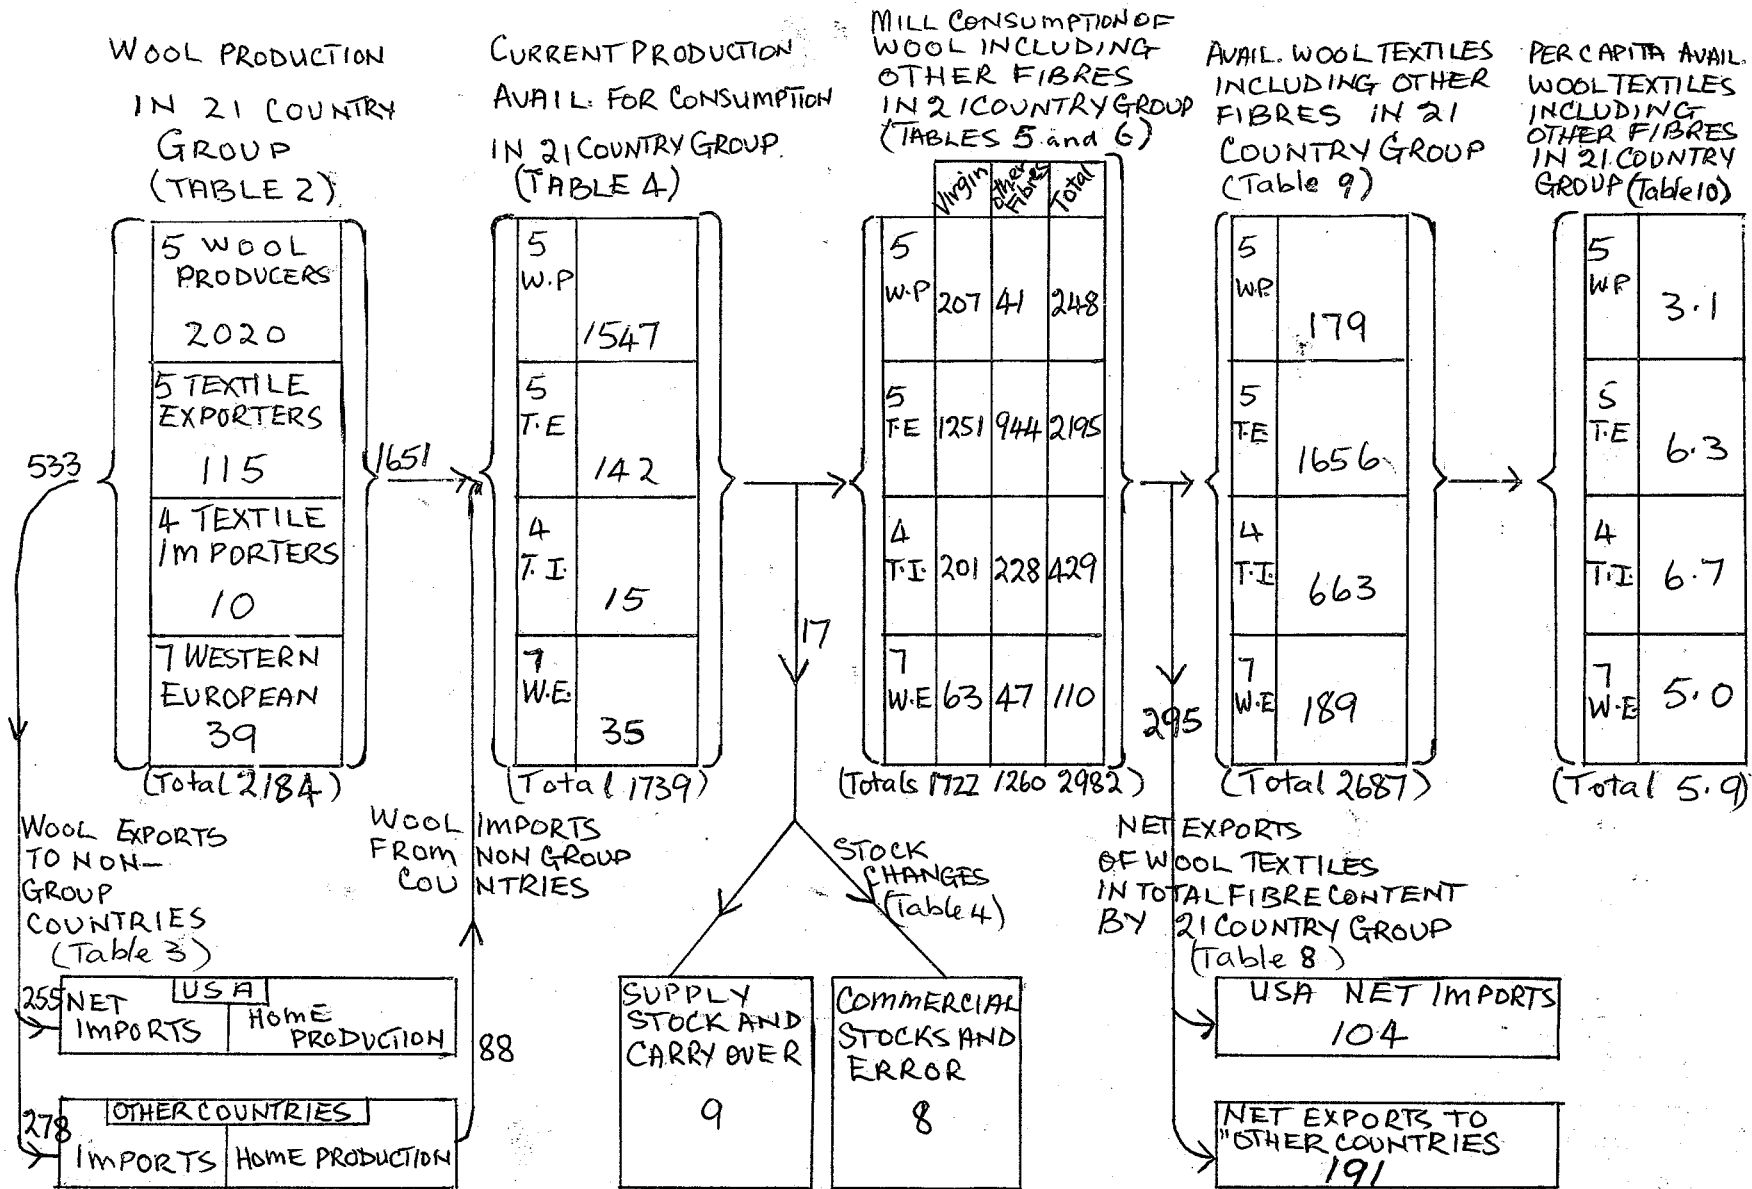 WOOL PRODUCTION
IN 21 COUNTRY
GROUP
(TABLE 2)
5 WOOL
PRODUCERS
2020
5 TEXTILE
EXPORTERS
115
4 TEXTILE
IMPORTERS
10
7 WESTERN
EUROPEAN
39
(Total 2184)
533
1651
CURRENT PRODUCTION
AVAIL. FOR CONSUMPTION
IN 21 COUNTRY GROUP.
(TABLE 4)
5
W.P
1547
5
T.E
142
4
T.I.
15
7
W.E.
35
(Total 1739)
17
MILL CONSUMPTION OF
WOOL INCLUDING
OTHER FIBRES
IN 21 COUNTRY GROUP
(TABLES 5 and 6)
Virgin Other Fibres Total
5
W.P 207 41 248
5
T.E 1251 944 2195
4
T.I. 201 228 429
7
W.E 63 47 110
(Totals 1722 1260 2982)
295
AVAIL. WOOL TEXTILES
INCLUDING OTHER
FIBRES IN 21
COUNTRY GROUP
(Table 9)
5
WP.
179
5
T.E
1656
4
T.I.
663
7
W.E
189
(Total 2687)
PER CAPITA AVAIL.
WOOL TEXTILES
INCLUDING
OTHER FIBRES
IN 21 COUNTRY
GROUP (Table 10)
5
WP
3.1
5
T.E
6.3
4
T.I.
6.7
7
W.E
5.0
(Total 5.9)
WOOL EXPORTS
TO NON-
GROUP
COUNTRIES
(Table 3)
255
USA
NET
IMPORTS
HOME
PRODUCTION
278
OTHER COUNTRIES
IMPORTS
HOME PRODUCTION
WOOL IMPORTS
FROM NON GROUP
COUNTRIES
88
STOCK
CHANGES
(Table 4)
SUPPLY
STOCK AND
CARRY OVER
9
COMMERCIAL
STOCKS AND
ERROR
8
NET EXPORTS
OF WOOL TEXTILES
IN TOTAL FIBRE CONTENT
BY 21 COUNTRY GROUP
(Table 8)
USA NET IMPORTS
104
NET EXPORTS TO
"OTHER COUNTRIES
191